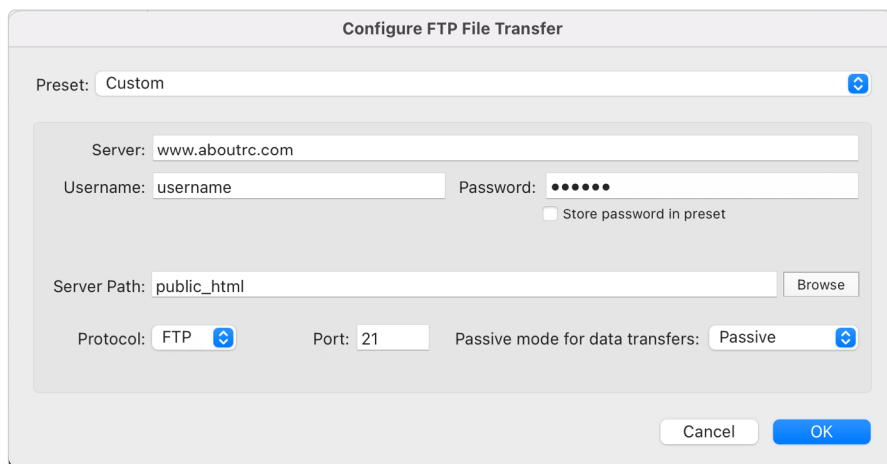 Configure FTP File Transfer
Preset: Custom
Server: www.aboutrc.com
Username: username Password: ••••••
Store password in preset
Server Path: public_html Browse
Protocol: FTP Port: 21 Passive mode for data transfers: Passive
Cancel OK